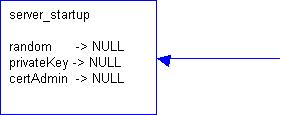 server_startup
random -> NULL
privateKey -> NULL
certAdmin -> NULL